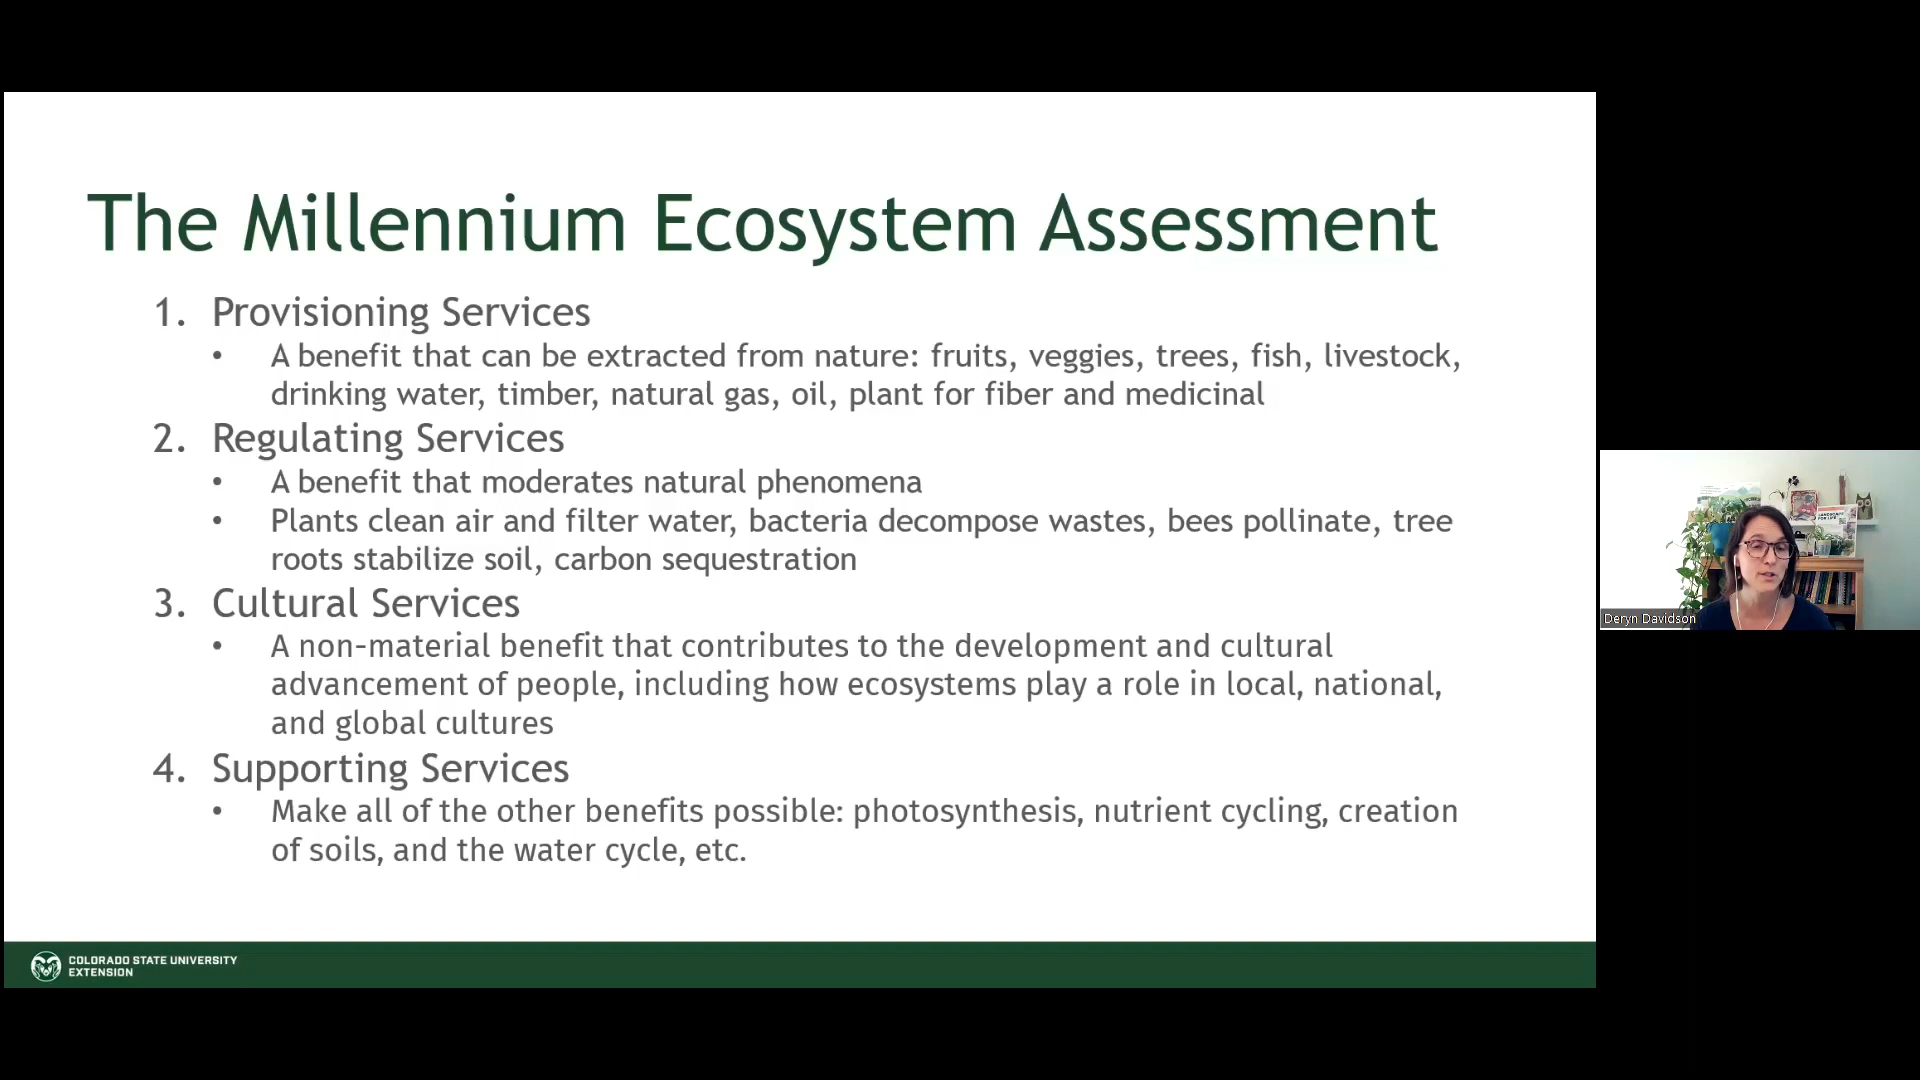 The Millennium Ecosystem Assessment
1. Provisioning Services
• A benefit that can be extracted from nature: fruits, veggies, trees, fish, livestock,
drinking water, timber, natural gas, oil, plant for fiber and medicinal
2. Regulating Services
• A benefit that moderates natural phenomena
• Plants clean air and filter water, bacteria decompose wastes, bees pollinate, tree
roots stabilize soil, carbon sequestration
3. Cultural Services
• A non-material benefit that contributes to the development and cultural
advancement of people, including how ecosystems play a role in local, national,
and global cultures
4. Supporting Services
• Make all of the other benefits possible: photosynthesis, nutrient cycling, creation
of soils, and the water cycle, etc.
COLORADO STATE UNIVERSITY
EXTENSION
LANDSCAPE
FOR LIFE
Deryn Davidson